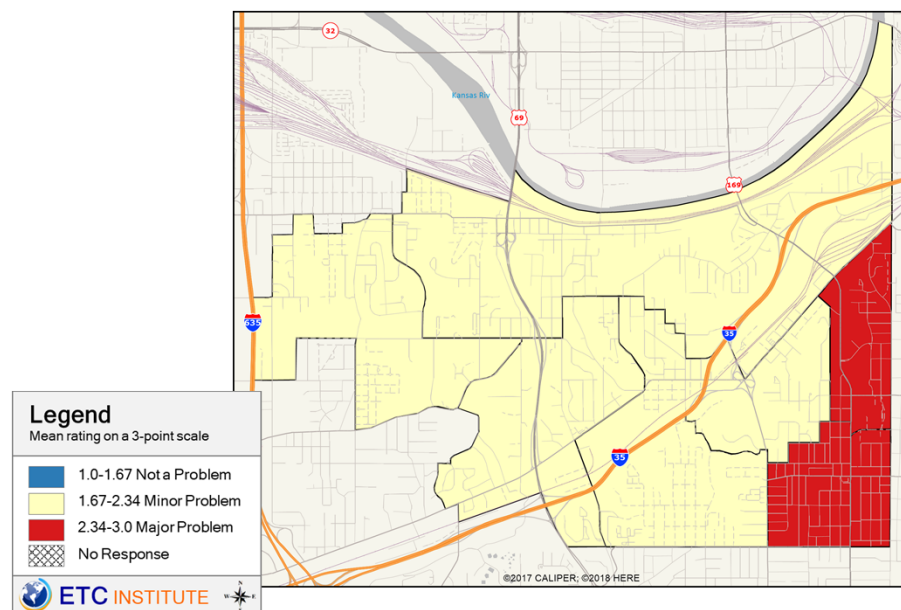 32
Kansas Riv
69
169
635
35
35
Legend
Mean rating on a 3-point scale
1.0-1.67 Not a Problem
1.67-2.34 Minor Problem
2.34-3.0 Major Problem
No Response
©2017 CALIPER; ©2018 HERE
ETC INSTITUTE
N
W E
S